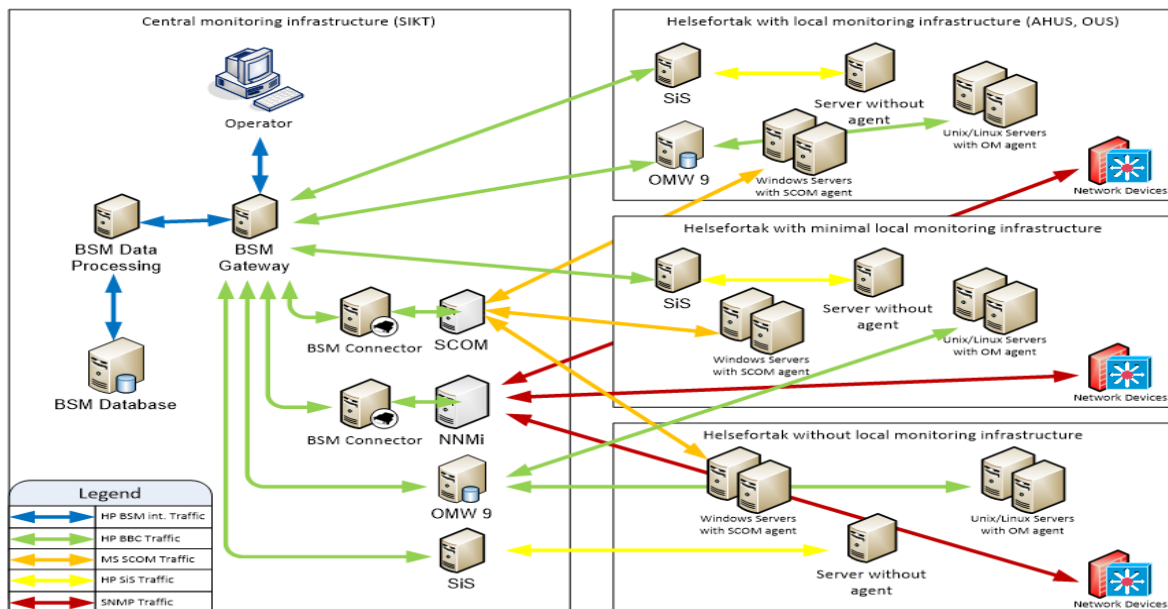 Central monitoring infrastructure (SIKT)
Operator
BSM Data
Processing
BSM
Gateway
BSM Database
BSM Connector
SCOM
BSM Connector
NNMi
OMW 9
SiS
Legend
HP BSM int. Traffic
HP BBC Traffic
MS SCOM Traffic
HP SiS Traffic
SNMP Traffic
Helsefortak with local monitoring infrastructure (AHUS, OUS)
SiS
Server without
agent
Unix/Linux Servers
with OM agent
OMW 9
Windows Servers
with SCOM agent
Network Devices
Helsefortak with minimal local monitoring infrastructure
SiS
Server without
agent
Unix/Linux Servers
with OM agent
Windows Servers
with SCOM agent
Network Devices
Helsefortak without local monitoring infrastructure
Windows Servers
with SCOM agent
Unix/Linux Servers
with OM agent
Server without
agent
Network Devices